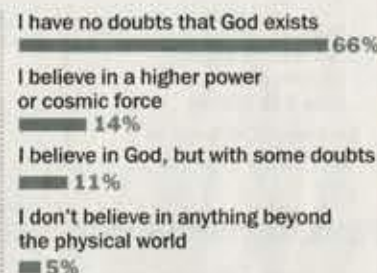 I have no doubts that God exists
66%
I believe in a higher power
or cosmic force
14%
I believe in God, but with some doubts
11%
I don't believe in anything beyond
the physical world
5%